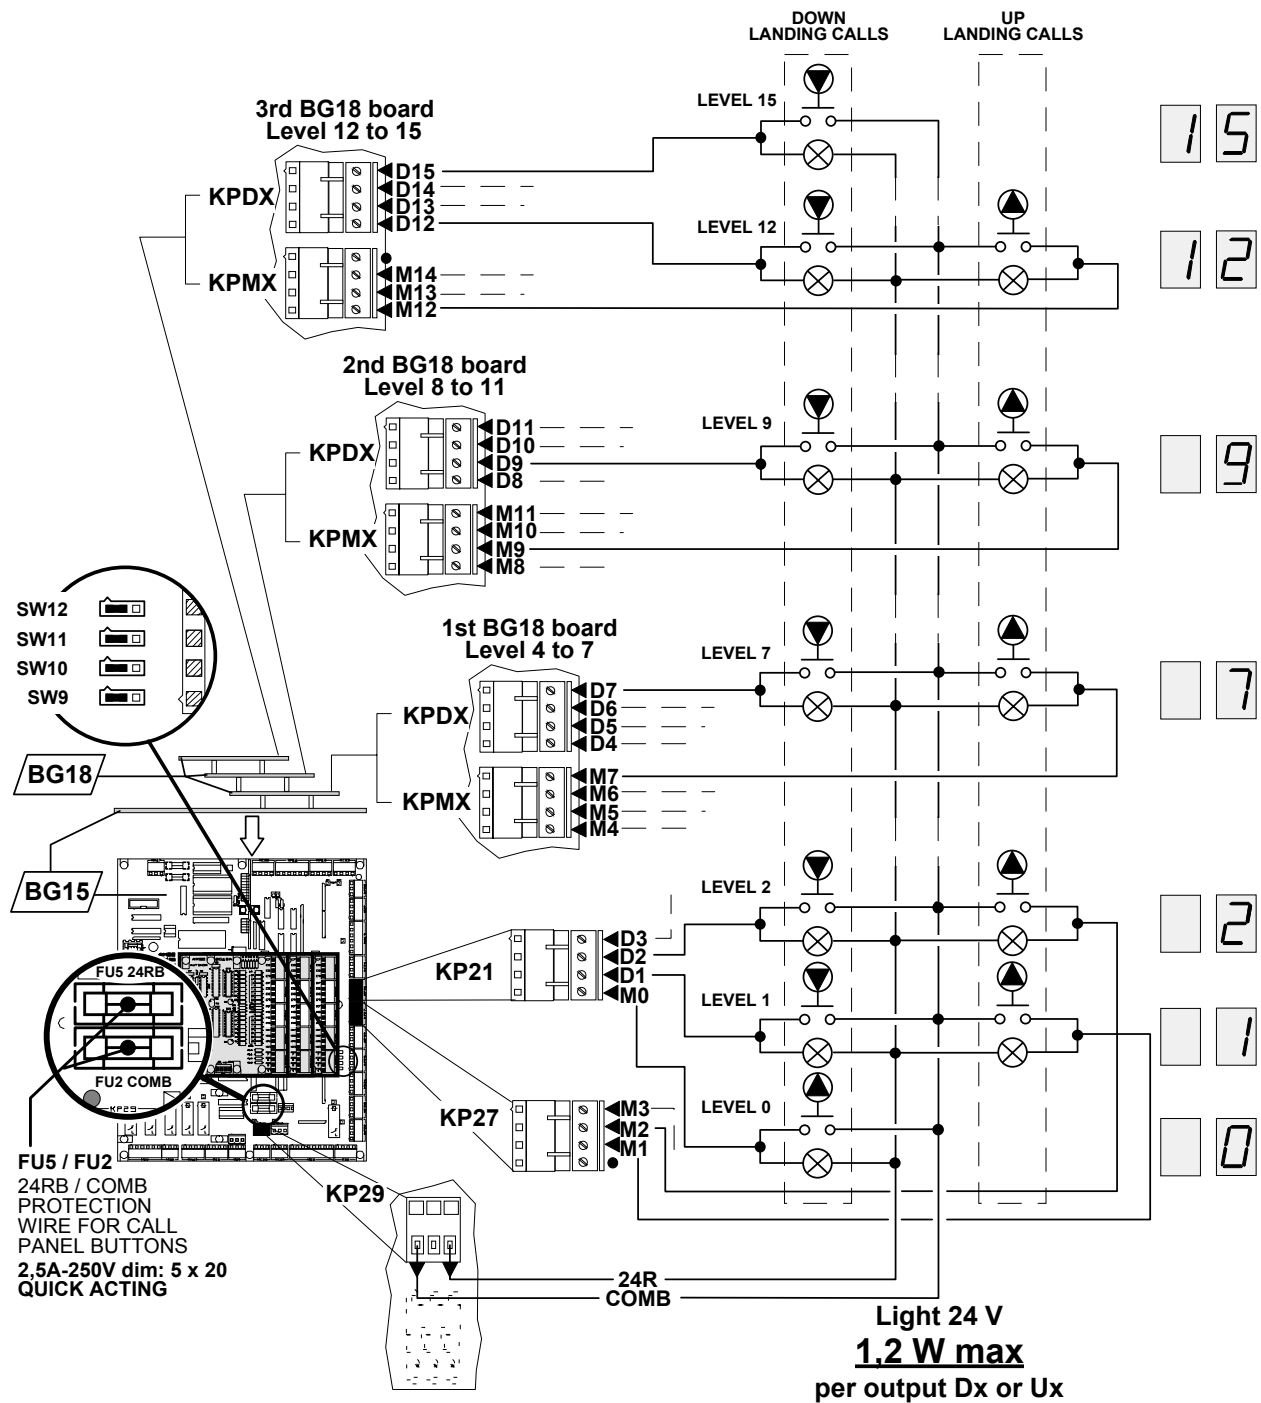 DOWN
LANDING CALLS
UP
LANDING CALLS
3rd BG18 board
Level 12 to 15
LEVEL 15
1 5
KPDX
D15
D14
D13
D12
LEVEL 12
1 2
KPMX
M14
M13
M12
2nd BG18 board
Level 8 to 11
LEVEL 9
9
KPDX
D11
D10
D9
D8
KPMX
M11
M10
M9
M8
SW12
SW11
SW10
SW9
1st BG18 board
Level 4 to 7
LEVEL 7
7
KPDX
D7
D6
D5
D4
KPMX
M7
M6
M5
M4
BG18
BG15
LEVEL 2
2
KP21
D3
D2
D1
M0
LEVEL 1
1
FU5 24RB
FU2 COMB
KP29
LEVEL 0
0
KP27
M3
M2
M1
FU5 / FU2
24RB / COMB
PROTECTION
WIRE FOR CALL
PANEL BUTTONS
2,5A-250V dim: 5 x 20
QUICK ACTING
KP29
24R
COMB
Light 24 V
1,2 W max
per output Dx or Ux